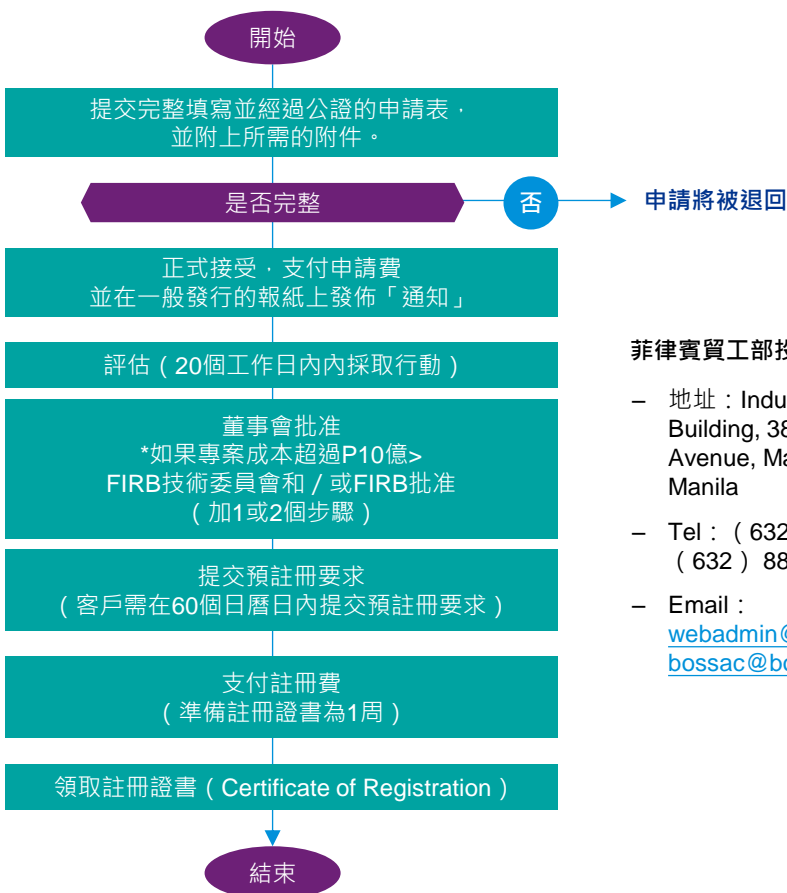 開始
提交完整填寫並經過公證的申請表，
並附上所需的附件。
是否完整
否
申請將被退回
正式接受，支付申請費
並在一般發行的報紙上發佈「通知」
評估（20個工作日內內採取行動）
董事會批准
*如果專案成本超過P10億>
FIRB技術委員會和／或FIRB批准
（加1或2個步驟）
提交預註冊要求
（客戶需在60個日曆日內提交預註冊要求）
支付註冊費
（準備註冊證書為1周）
領取註冊證書（Certificate of Registration）
結束
菲律賓貿工部
– 地址：
Building,
Avenue,
Manila
– Tel：（632
（632） 88
– Email：
webadmin@